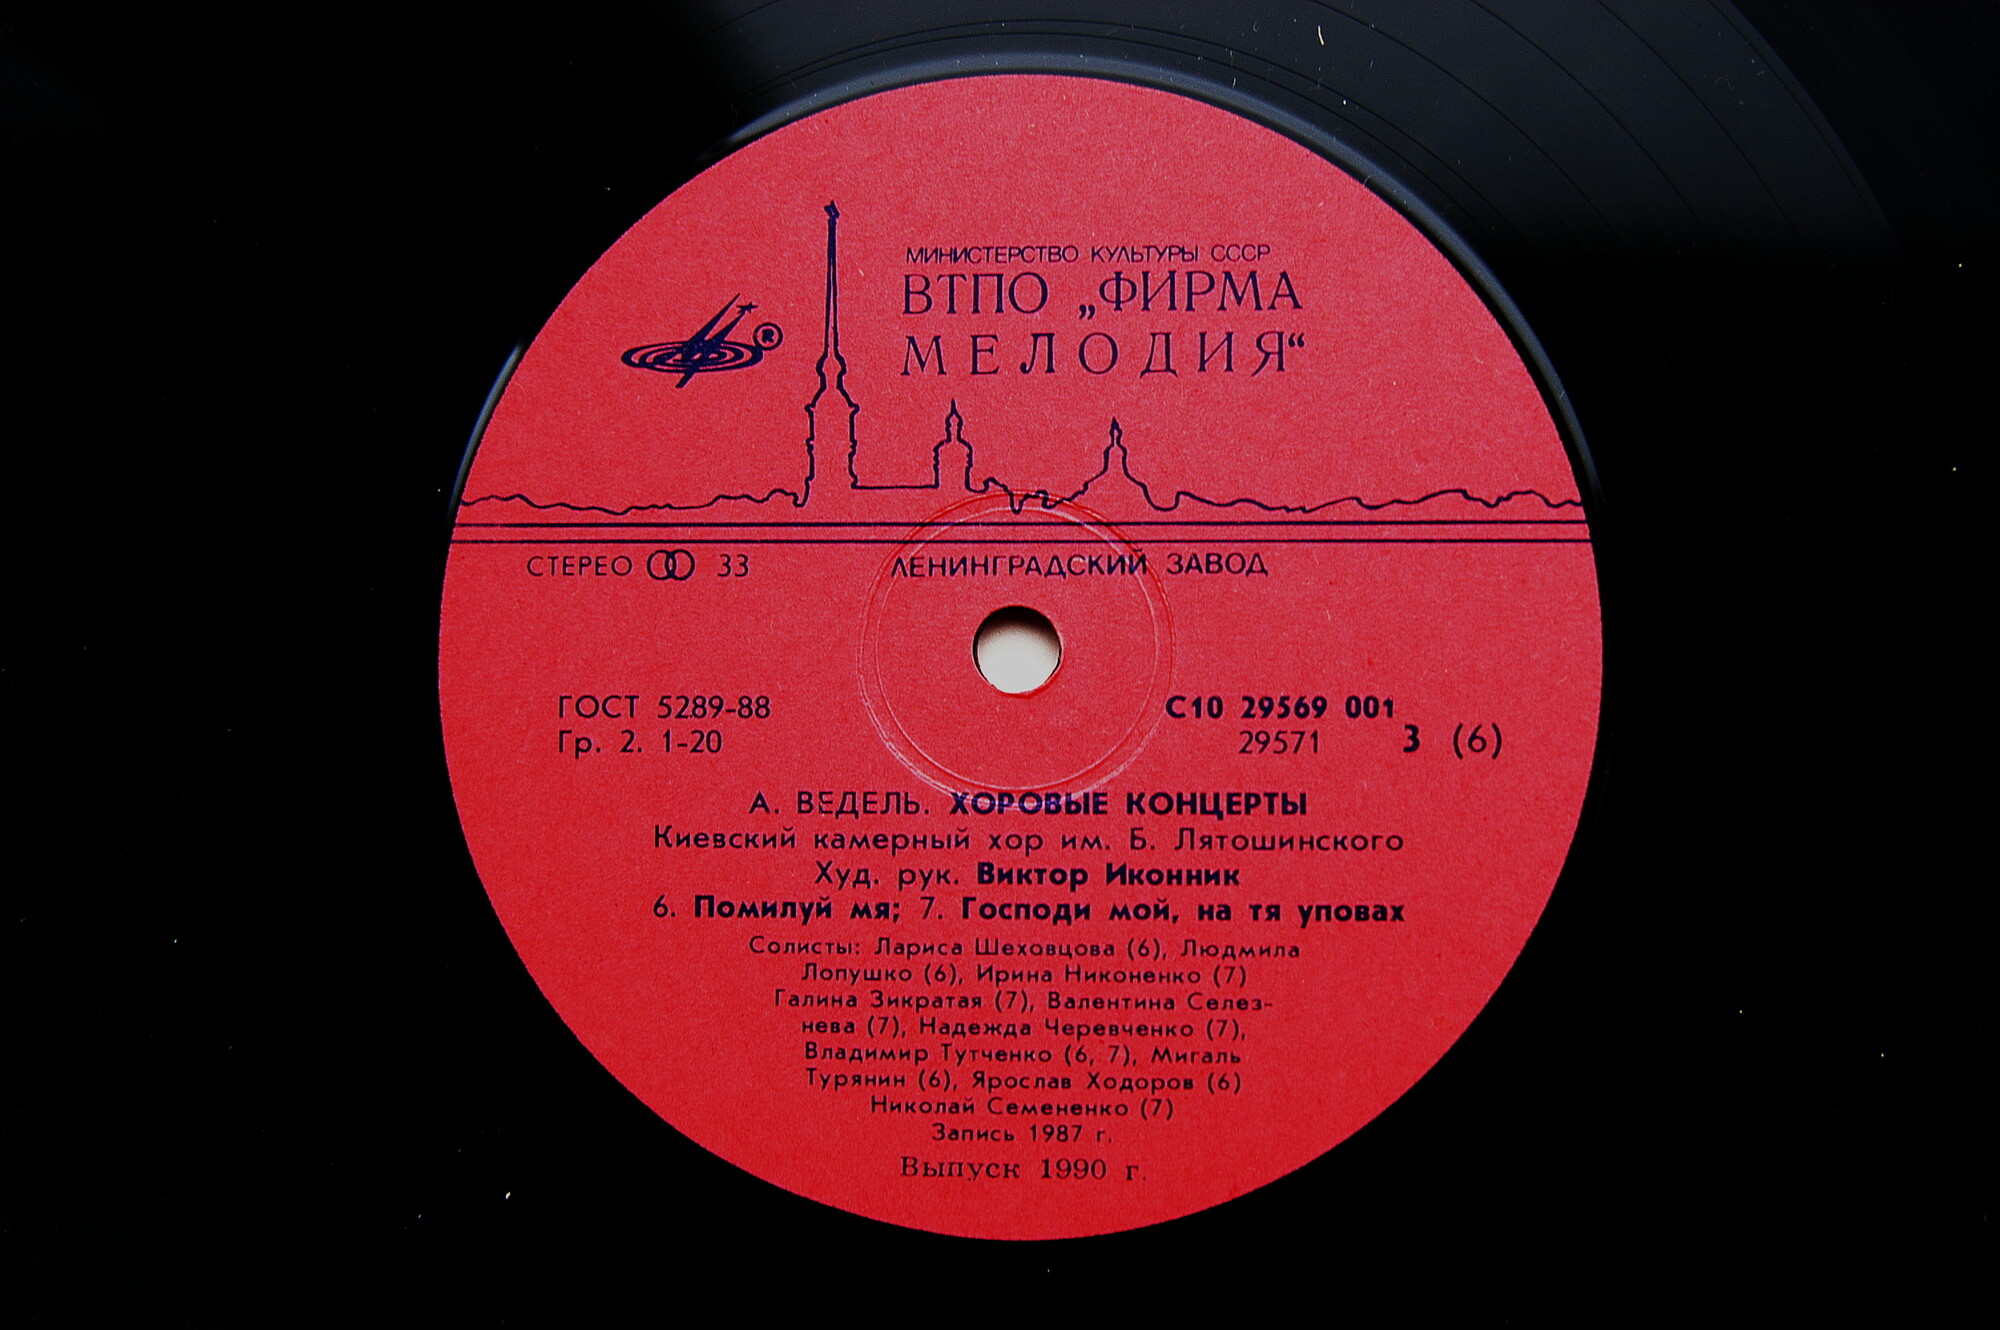 МИНИСТЕРСТВО КУЛЬТУРЫ СССР
ВТПО „ФИРМА
МЕЛОДИЯ“
®
СТЕРЕО 33 ЛЕНИНГРАДСКИЙ ЗАВОД
ГОСТ 5289-88 С10 29569 001
Гр. 2. 1-20 29571 3 (6)
А. ВЕДЕЛЬ. ХОРОВЫЕ КОНЦЕРТЫ
Киевский камерный хор им. Б. Лятошинского
Худ. рук. Виктор Иконник
6. Помилуй мя; 7. Господи мой, на тя уповах
Солисты: Лариса Шеховцова (6), Людмила
Лопушко (6), Ирина Никоненко (7)
Галина Зикратая (7), Валентина Селез-
нева (7), Надежда Черевченко (7),
Владимир Тутченко (6, 7), Мигаль
Турянин (6), Ярослав Ходоров (6)
Николай Семененко (7)
Запись 1987 г.
Выпуск 1990 г.